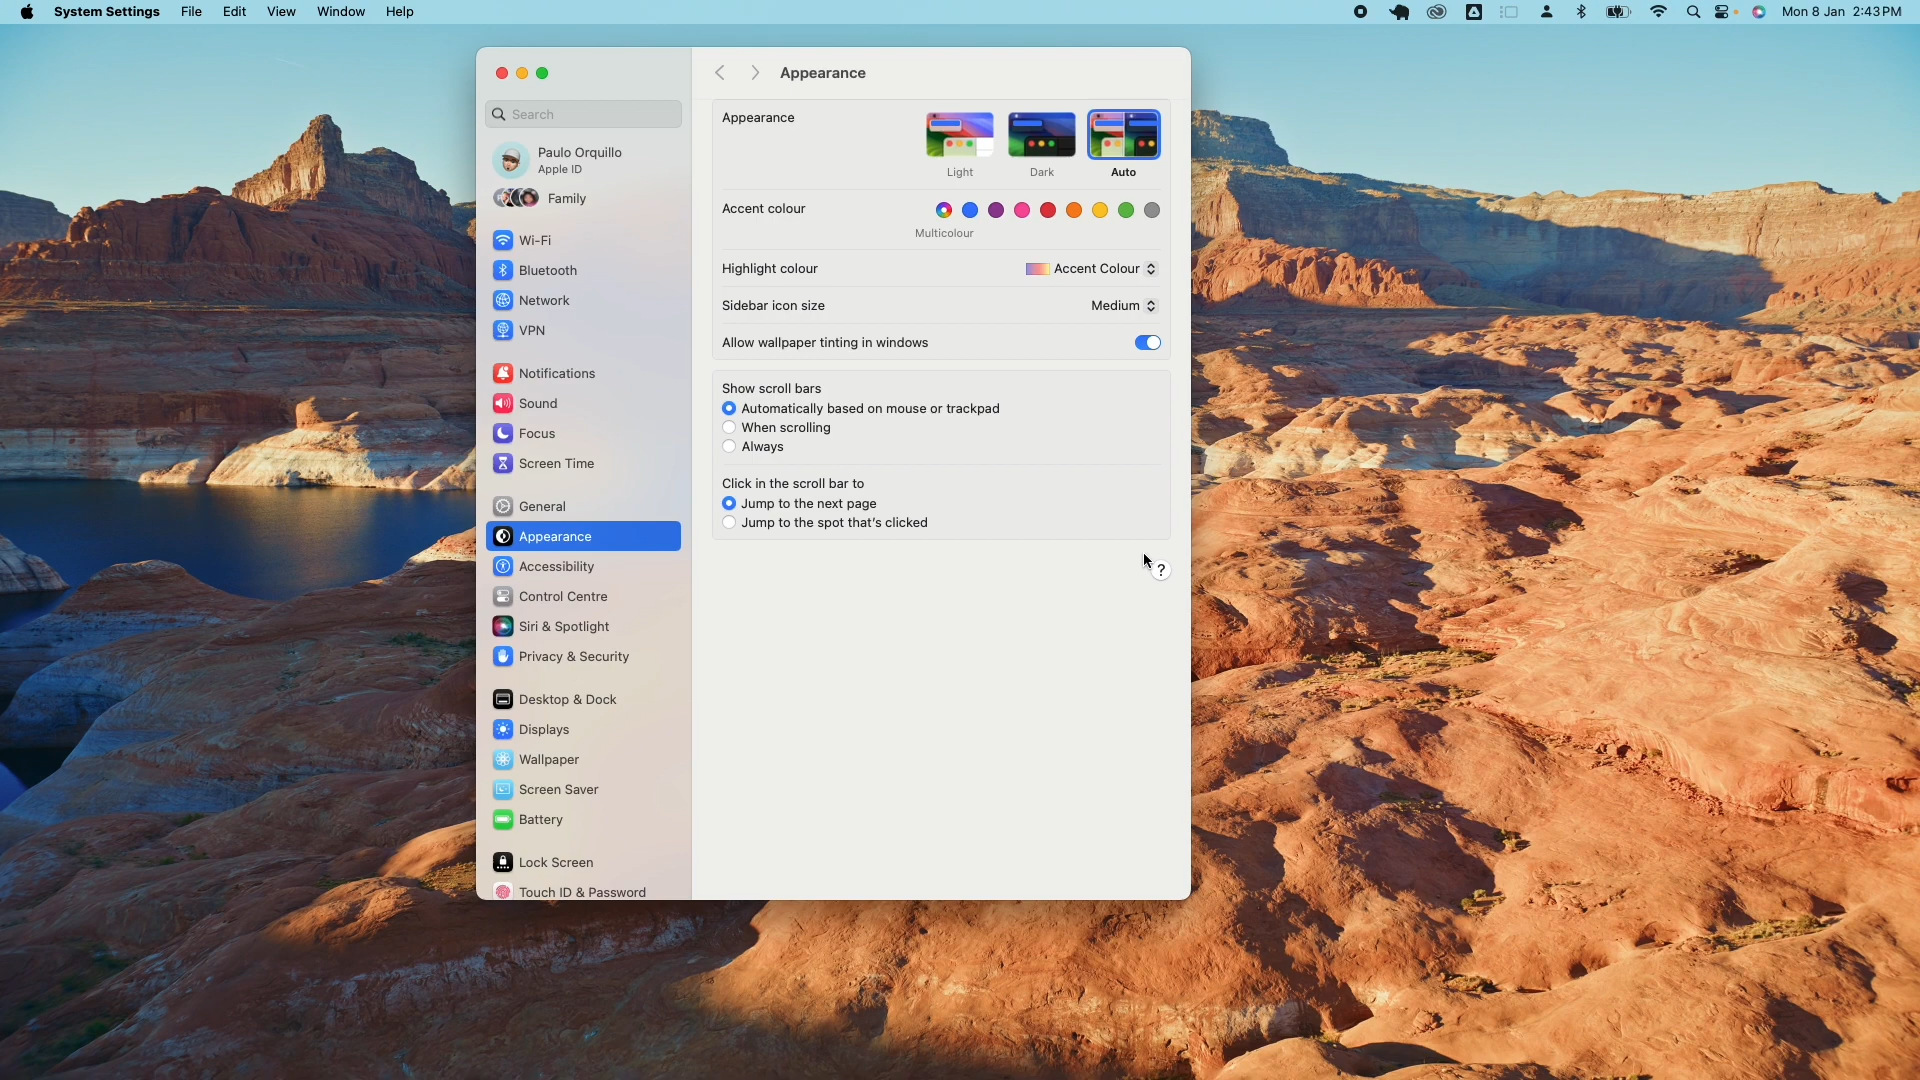 System Settings File Edit View Window Help Mon 8 Jan 2:43 PM
Search
Paulo Orquillo
Apple ID
Family
Wi-Fi
Bluetooth
Network
VPN
Notifications
Sound
Focus
Screen Time
General
Appearance
Accessibility
Control Centre
Siri & Spotlight
Privacy & Security
Desktop & Dock
Displays
Wallpaper
Screen Saver
Battery
Lock Screen
Touch ID & Password
Appearance
Appearance
Light Dark Auto
Accent colour
Multicolour
Highlight colour Accent Colour
Sidebar icon size Medium
Allow wallpaper tinting in windows
Show scroll bars
Automatically based on mouse or trackpad
When scrolling
Always
Click in the scroll bar to
Jump to the next page
Jump to the spot that's clicked
?